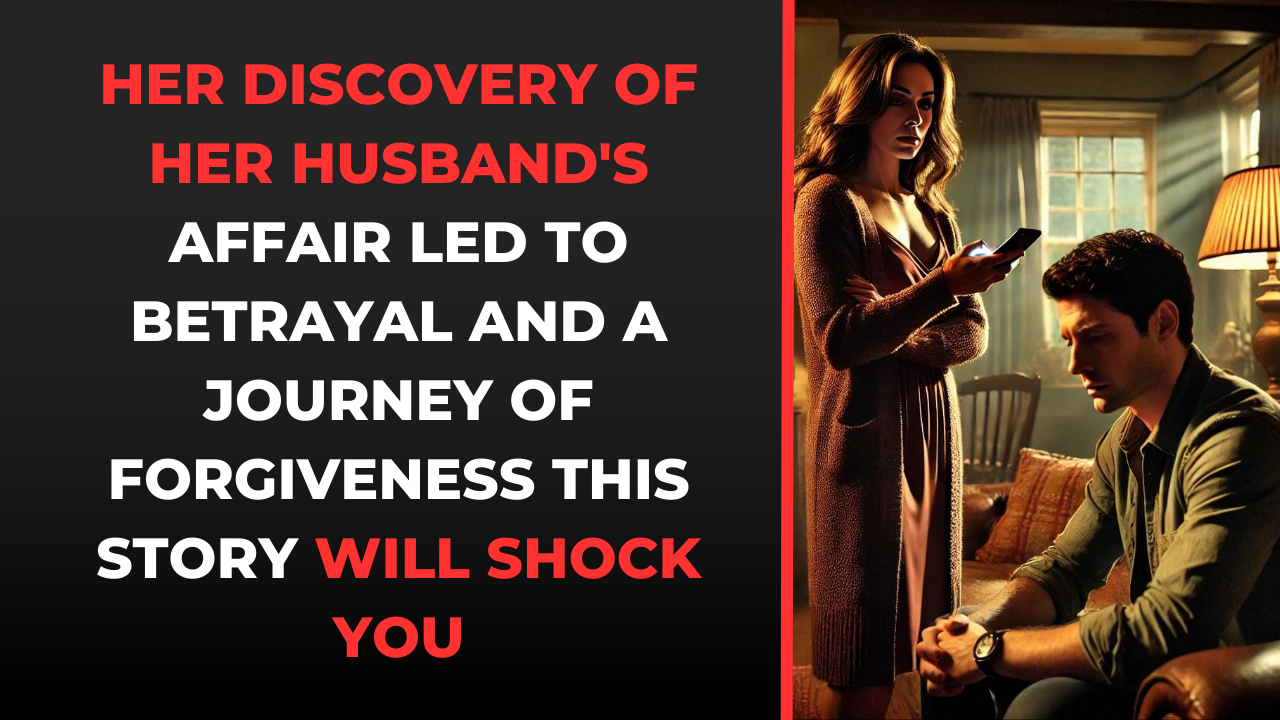 HER DISCOVERY OF
HER HUSBAND'S
AFFAIR LED TO
BETRAYAL AND A
JOURNEY OF
FORGIVENESS THIS
STORY WILL SHOCK
YOU